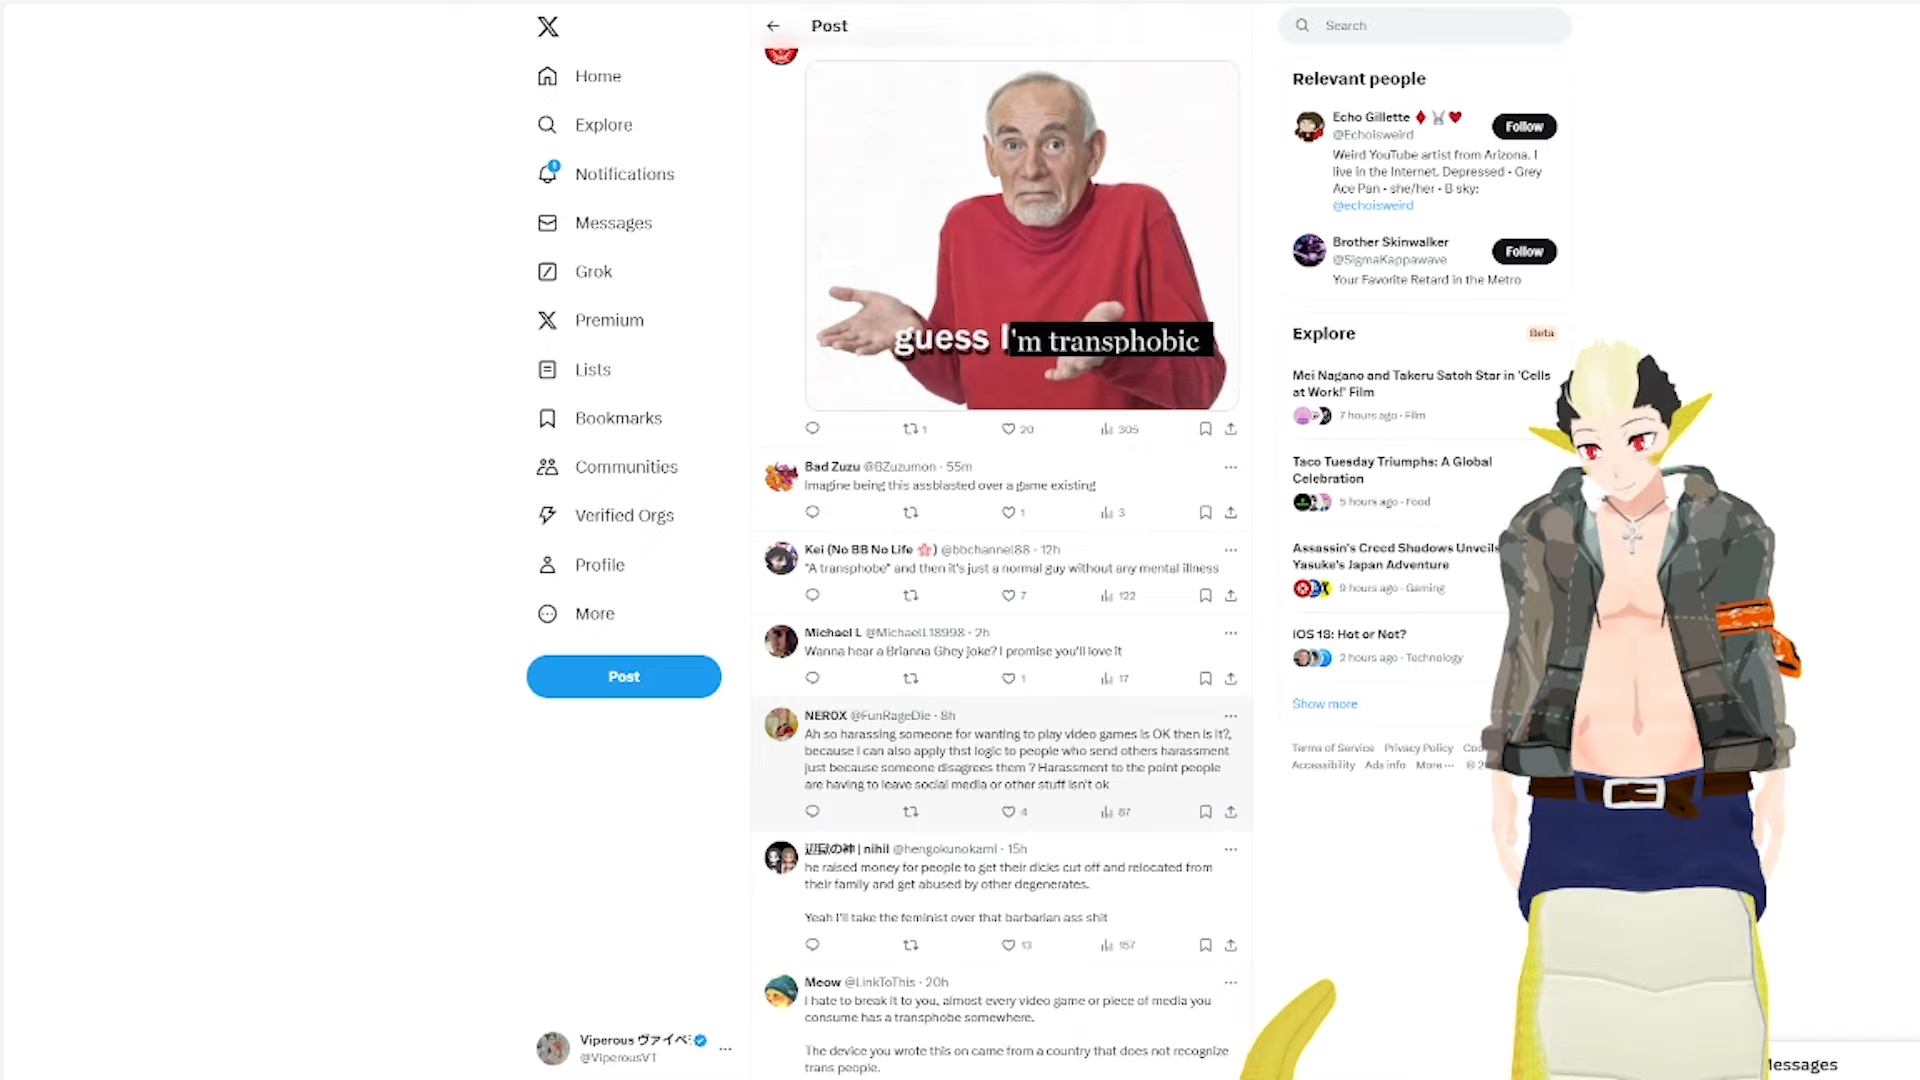 Post
Search
Home
Explore
Notifications
Messages
Grok
Premium
Lists
Bookmarks
Communities
Verified Orgs
Profile
More
Post
Viperous ヴァイペ
@ViperousVT
guess I'm transphobic
1
20
305
Bad Zuzu @BZuzumon · 55m
Imagine being this assblasted over a game existing
1
3
Kei (No BB No Life 🌸) @bbchannel88 · 12h
"A transphobe" and then it's just a normal guy without any mental illness
7
122
Michael L @MichaelL18998 · 2h
Wanna hear a Brianna Ghey joke? I promise you'll love it
1
17
NEROX @FunRageDie · 8h
Ah so harassing someone for wanting to play video games is OK then is it?,
because I can also apply thst logic to people who send others harassment
just because someone disagrees them ? Harassment to the point people
are having to leave social media or other stuff isn't ok
4
87
の神 | nihil @hengokunokami · 15h
he raised money for people to get their dicks cut off and relocated from
their family and get abused by other degenerates.
Yeah I'll take the feminist over that barbarian ass shit
13
157
Meow @LinkToThis · 20h
I hate to break it to you, almost every video game or piece of media you
consume has a transphobe somewhere.
The device you wrote this on came from a country that does not recognize
trans people.
Relevant people
Echo Gillette ♦️🐰❤️
@Echoisweird
Follow
Weird YouTube artist from Arizona. I
live in the Internet. Depressed • Grey
Ace Pan • she/her • B sky:
@echoisweird
Brother Skinwalker
@SigmaKappawave
Follow
Your Favorite Retard in the Metro
Explore
Beta
Mei Nagano and Takeru Satoh Star in 'Cells
at Work!' Film
7 hours ago · Film
Taco Tuesday Triumphs: A Global
Celebration
5 hours ago · Food
Assassin's Creed Shadows Unveils
Yasuke's Japan Adventure
9 hours ago · Gaming
iOS 18: Hot or Not?
2 hours ago · Technology
Show more
Terms of Service Privacy Policy Coo
Accessibility Ads info More ··· © 2
Messages